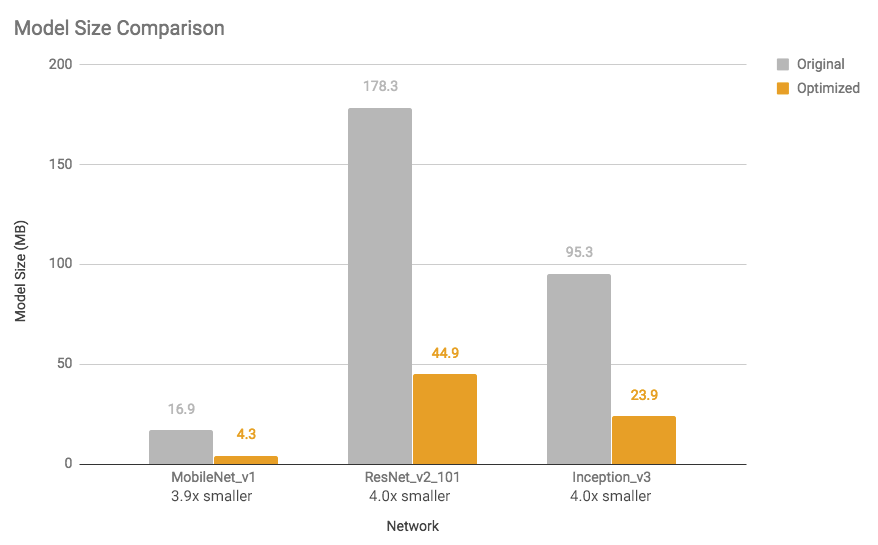 Model Size Comparison
Original
Optimized
200
150
100
50
0
Model Size (MB)
16.9
4.3
178.3
44.9
95.3
23.9
MobileNet_v1
3.9x smaller
ResNet_v2_101
4.0x smaller
Inception_v3
4.0x smaller
Network